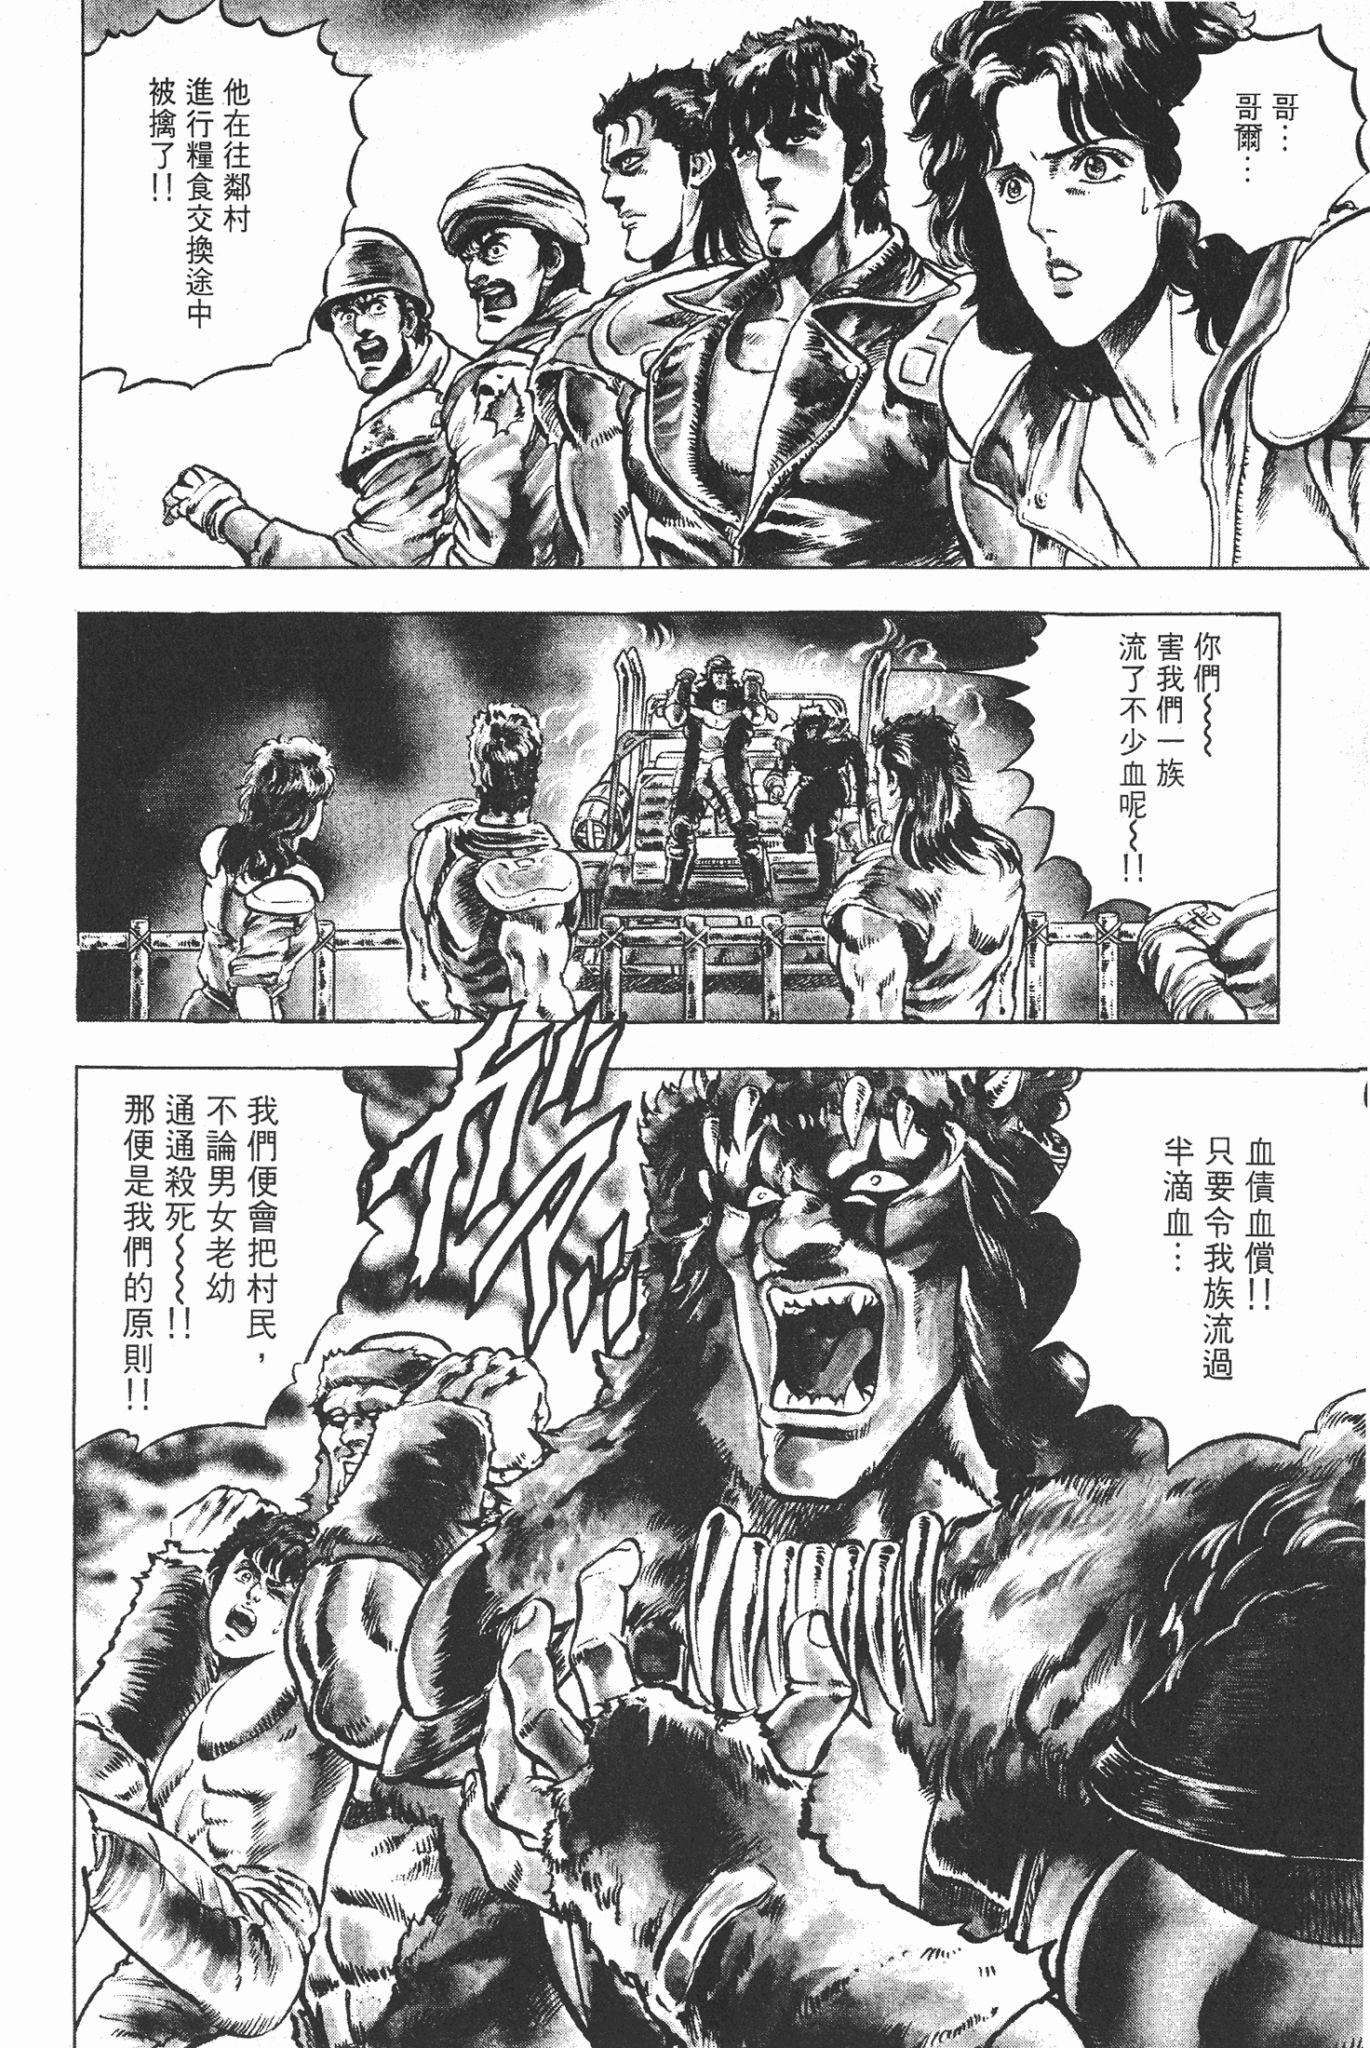 哥…
哥爾…
他在往鄰村
進行糧食交換途中
被擒了!!
你們~~~
害我們一族
流了不少血呢~!!
血債血償!!
只要令我族流過
半滴血…
我們便會把村民，
不論男女老幼
通通殺死~~~!!
那便是我們的原則!!